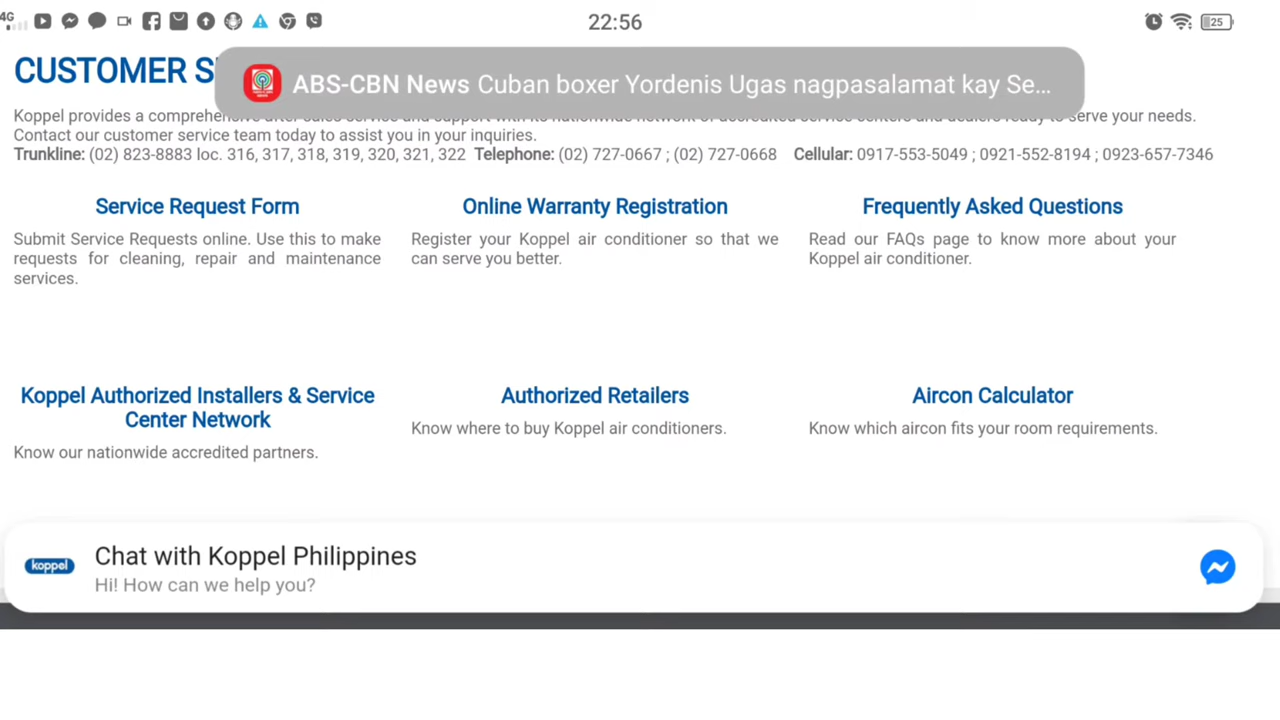 4G 22:56 25
CUSTOMER S
ABS-CBN News Cuban boxer Yordenis Ugas nagpasalamat kay Se...
Koppel provides a comprehensive after sales service and support with its nationwide network of accredited service centers and dealers ready to serve your needs.
Contact our customer service team today to assist you in your inquiries.
Trunkline: (02) 823-8883 loc. 316, 317, 318, 319, 320, 321, 322 Telephone: (02) 727-0667 ; (02) 727-0668 Cellular: 0917-553-5049 ; 0921-552-8194 ; 0923-657-7346
Service Request Form
Submit Service Requests online. Use this to make
requests for cleaning, repair and maintenance
services.
Online Warranty Registration
Register your Koppel air conditioner so that we
can serve you better.
Frequently Asked Questions
Read our FAQs page to know more about your
Koppel air conditioner.
Koppel Authorized Installers & Service
Center Network
Know our nationwide accredited partners.
Authorized Retailers
Know where to buy Koppel air conditioners.
Aircon Calculator
Know which aircon fits your room requirements.
koppel
Chat with Koppel Philippines
Hi! How can we help you?